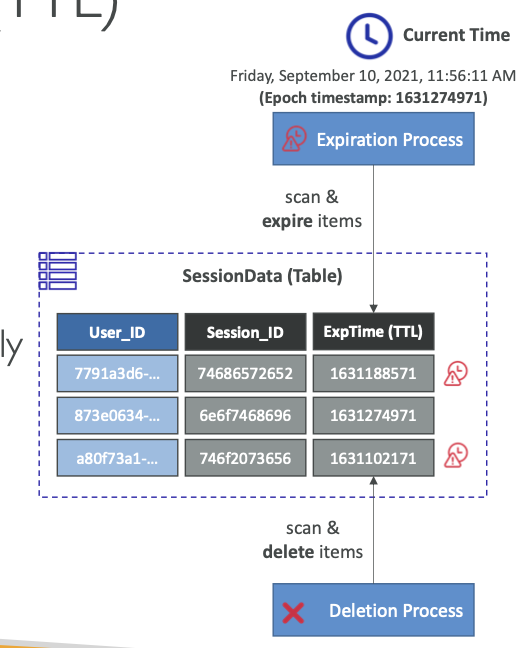 (TTL)
Current Time
Friday, September 10, 2021, 11:56:11 AM
(Epoch timestamp: 1631274971)
Expiration Process
scan &
expire items
SessionData (Table)
ly
User_ID Session_ID ExpTime (TTL)
7791a3d6-... 74686572652 1631188571
873e0634-... 6e6f7468696 1631274971
a80f73a1-... 746f2073656 1631102171
scan &
delete items
Deletion Process